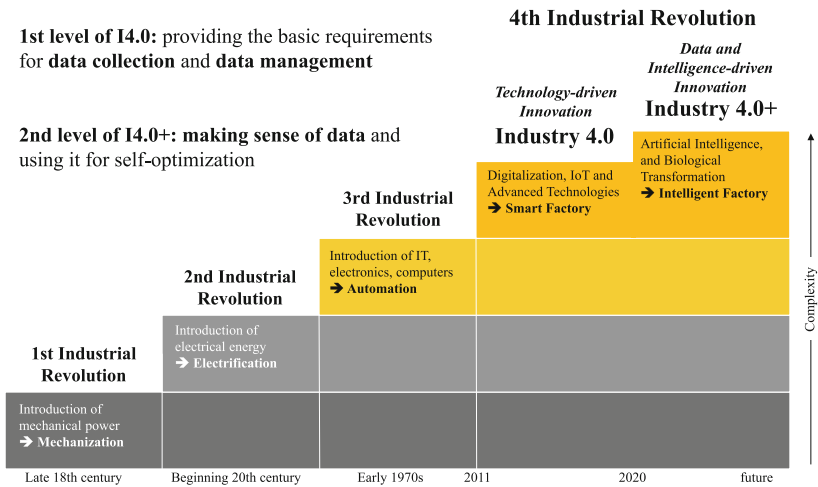 4th Industrial Revolution
1st level of I4.0: providing the basic requirements
for data collection and data management
Data and
Intelligence-driven
Innovation
Industry 4.0+
Technology-driven
Innovation
Industry 4.0
2nd level of I4.0+: making sense of data and
using it for self-optimization
Artificial Intelligence,
and Biological
Transformation
➔ Intelligent Factory
Digitalization, IoT and
Advanced Technologies
➔ Smart Factory
3rd Industrial
Revolution
Introduction of IT,
electronics, computers
➔ Automation
2nd Industrial
Revolution
Introduction of
electrical energy
➔ Electrification
1st Industrial
Revolution
Introduction of
mechanical power
➔ Mechanization
Complexity
Late 18th century
Beginning 20th century
Early 1970s
2011
2020
future